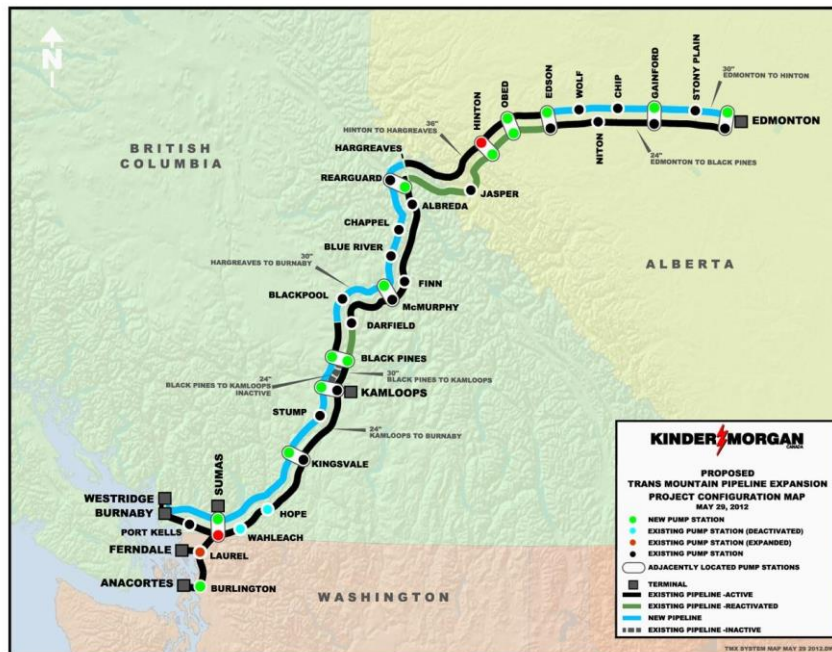 N
BRITISH
COLUMBIA
ALBERTA
WASHINGTON
30"
EDMONTON TO HINTON
EDMONTON
STONY PLAIN
GAINFORD
CHIP
WOLF
EDSON
OBED
HINTON
NITON
24"
EDMONTON TO BLACK PINES
36"
HINTON TO HARGREAVES
HARGREAVES
REARGUARD
JASPER
ALBREDA
CHAPPEL
BLUE RIVER
30"
HARGREAVES TO BURNABY
FINN
BLACKPOOL
McMURPHY
DARFIELD
BLACK PINES
24"
BLACK PINES TO KAMLOOPS
INACTIVE
30"
BLACK PINES TO KAMLOOPS
KAMLOOPS
STUMP
24"
KAMLOOPS TO BURNABY
KINGSVALE
SUMAS
WESTRIDGE
BURNABY
PORT KELLS
HOPE
WAHLEACH
FERNDALE
LAUREL
ANACORTES
BURLINGTON
KINDER MORGAN
CANADA
PROPOSED
TRANS MOUNTAIN PIPELINE EXPANSION
PROJECT CONFIGURATION MAP
MAY 29, 2012
NEW PUMP STATION
EXISTING PUMP STATION (DEACTIVATED)
EXISTING PUMP STATION (EXPANDED)
EXISTING PUMP STATION
ADJACENTLY LOCATED PUMP STATIONS
TERMINAL
EXISTING PIPELINE -ACTIVE
EXISTING PIPELINE -REACTIVATED
NEW PIPELINE
EXISTING PIPELINE -INACTIVE
TMX SYSTEM MAP MAY 29 2012